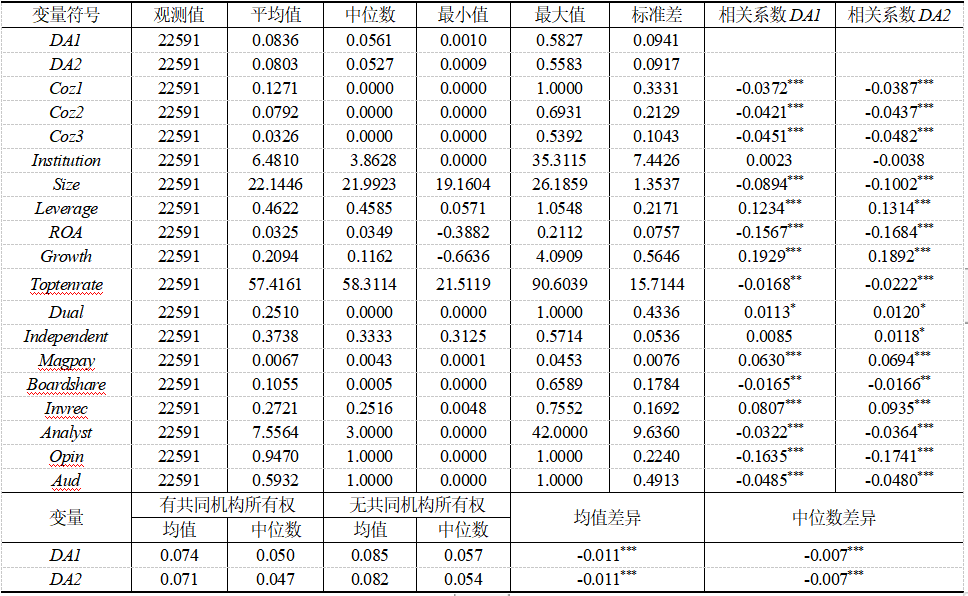 变量符号 观测值 平均值 中位数 最小值 最大值 标准差 相关系数 DA1 相关系数 DA2
DA1 22591 0.0836 0.0561 0.0010 0.5827 0.0941
DA2 22591 0.0803 0.0527 0.0009 0.5583 0.0917
Coz1 22591 0.1271 0.0000 0.0000 1.0000 0.3331 -0.0372*** -0.0387***
Coz2 22591 0.0792 0.0000 0.0000 0.6931 0.2129 -0.0421*** -0.0437***
Coz3 22591 0.0326 0.0000 0.0000 0.5392 0.1043 -0.0451*** -0.0482***
Institution 22591 6.4810 3.8628 0.0000 35.3115 7.4426 0.0023 -0.0038
Size 22591 22.1446 21.9923 19.1604 26.1859 1.3537 -0.0894*** -0.1002***
Leverage 22591 0.4622 0.4585 0.0571 1.0548 0.2171 0.1234*** 0.1314***
ROA 22591 0.0325 0.0349 -0.3882 0.2112 0.0757 -0.1567*** -0.1684***
Growth 22591 0.2094 0.1162 -0.6636 4.0909 0.5646 0.1929*** 0.1892***
Toptenrate 22591 57.4161 58.3114 21.5119 90.6039 15.7144 -0.0168** -0.0222***
Dual 22591 0.2510 0.0000 0.0000 1.0000 0.4336 0.0113* 0.0120*
Independent 22591 0.3738 0.3333 0.3125 0.5714 0.0536 0.0085 0.0118*
Magpay 22591 0.0067 0.0043 0.0001 0.0453 0.0076 0.0630*** 0.0694***
Boardshare 22591 0.1055 0.0005 0.0000 0.6589 0.1784 -0.0165** -0.0166**
Invrec 22591 0.2721 0.2516 0.0048 0.7552 0.1692 0.0807*** 0.0935***
Analyst 22591 7.5564 3.0000 0.0000 42.0000 9.6360 -0.0322*** -0.0364***
Opin 22591 0.9470 1.0000 0.0000 1.0000 0.2240 -0.1635*** -0.1741***
Aud 22591 0.5932 1.0000 0.0000 1.0000 0.4913 -0.0485*** -0.0480***
变量 有共同机构所有权 无共同机构所有权 均值差异 中位数差异
均值 中位数 均值 中位数
DA1 0.074 0.050 0.085 0.057 -0.011*** -0.007***
DA2 0.071 0.047 0.082 0.054 -0.011*** -0.007***